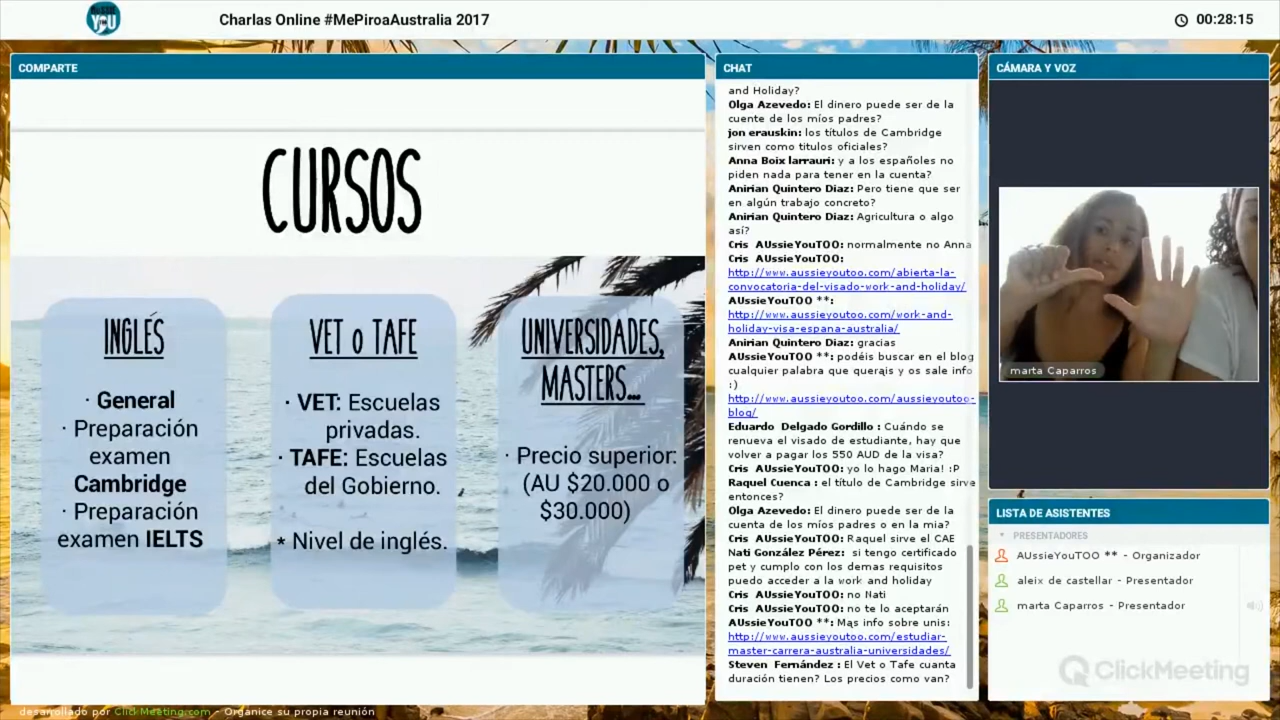 AUSSIE
YOU
TOO
Charlas Online #MePiroaAustralia 2017
00:28:15
COMPARTE
CURSOS
INGLÉS
· General
· Preparación
examen
Cambridge
· Preparación
examen IELTS
VET o TAFE
· VET: Escuelas
privadas.
· TAFE: Escuelas
del Gobierno.
* Nivel de inglés.
UNIVERSIDADES,
MASTERS...
· Precio superior:
(AU $20.000 o
$30.000)
CHAT
and Holiday?
Olga Azevedo: El dinero puede ser de la
cuente de los míos padres?
jon erauskin: los títulos de Cambridge
sirven como titulos oficiales?
Anna Boix larrauri: y a los españoles no
piden nada para tener en la cuenta?
Anirian Quintero Diaz: Pero tiene que ser
en algún trabajo concreto?
Anirian Quintero Diaz: Agricultura o algo
así?
Cris AUssieYouTOO: normalmente no Anna
Cris AUssieYouTOO:
http://www.aussieyoutoo.com/abierta-la-
convocatoria-del-visado-work-and-holiday/
AUssieYouTOO **:
http://www.aussieyoutoo.com/work-and-
holiday-visa-espana-australia/
Anirian Quintero Diaz: gracias
AUssieYouTOO **: podéis buscar en el blog
cualquier palabra que queráis y os sale info
:)
http://www.aussieyoutoo.com/aussieyoutoo-
blog/
Eduardo Delgado Gordillo : Cuándo se
renueva el visado de estudiante, hay que
volver a pagar los 550 AUD de la visa?
Cris AUssieYouTOO: yo lo hago Maria! :P
Raquel Cuenca : el título de Cambridge sirve
entonces?
Olga Azevedo: El dinero puede ser de la
cuenta de los míos padres o en la mia?
Cris AUssieYouTOO: Raquel sirve el CAE
Nati González Pérez: si tengo certificado
pet y cumplo con los demas requisitos
puedo acceder a la work and holiday
Cris AUssieYouTOO: no Nati
Cris AUssieYouTOO: no te lo aceptarán
AUssieYouTOO **: Más info sobre unis:
http://www.aussieyoutoo.com/estudiar-
master-carrera-australia-universidades/
Steven Fernández : El Vet o Tafe cuanta
duración tienen? Los precios como van?
CÁMARA Y VOZ
marta Caparros
LISTA DE ASISTENTES
PRESENTADORES
AUssieYouTOO ** - Organizador
aleix de castellar - Presentador
marta Caparros - Presentador
ClickMeeting
desarrollado por ClickMeeting.com - Organice su propia reunión